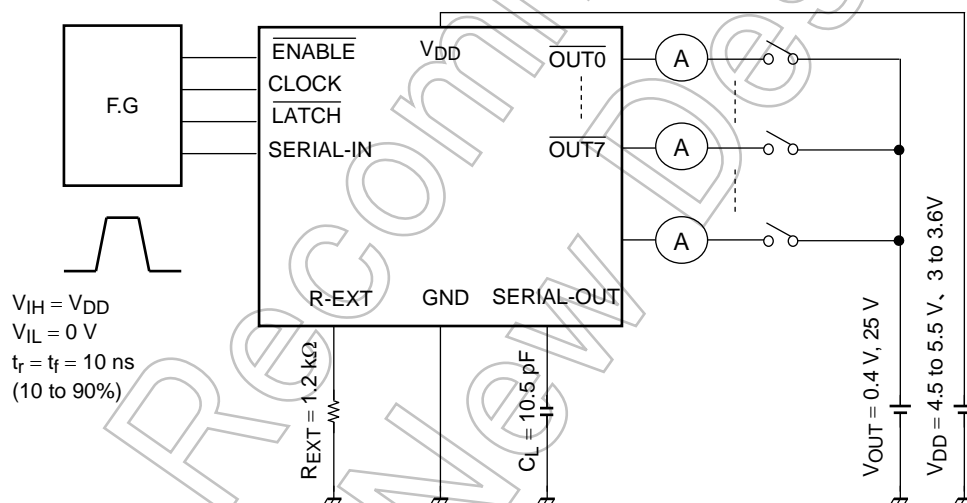 F.G
ENABLE
CLOCK
LATCH
SERIAL-IN
VDD
OUT0
OUT7
A
A
A
R-EXT
GND
SERIAL-OUT
VIH = VDD
VIL = 0 V
tr = tf = 10 ns
(10 to 90%)
REXT = 1.2 kΩ
CL = 10.5 pF
VOUT = 0.4 V, 25 V
VDD = 4.5 to 5.5 V、3 to 3.6V